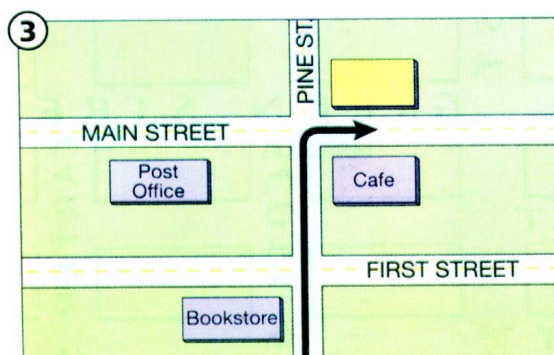 3
PINE ST.
MAIN STREET
Post
Office
Cafe
FIRST STREET
Bookstore